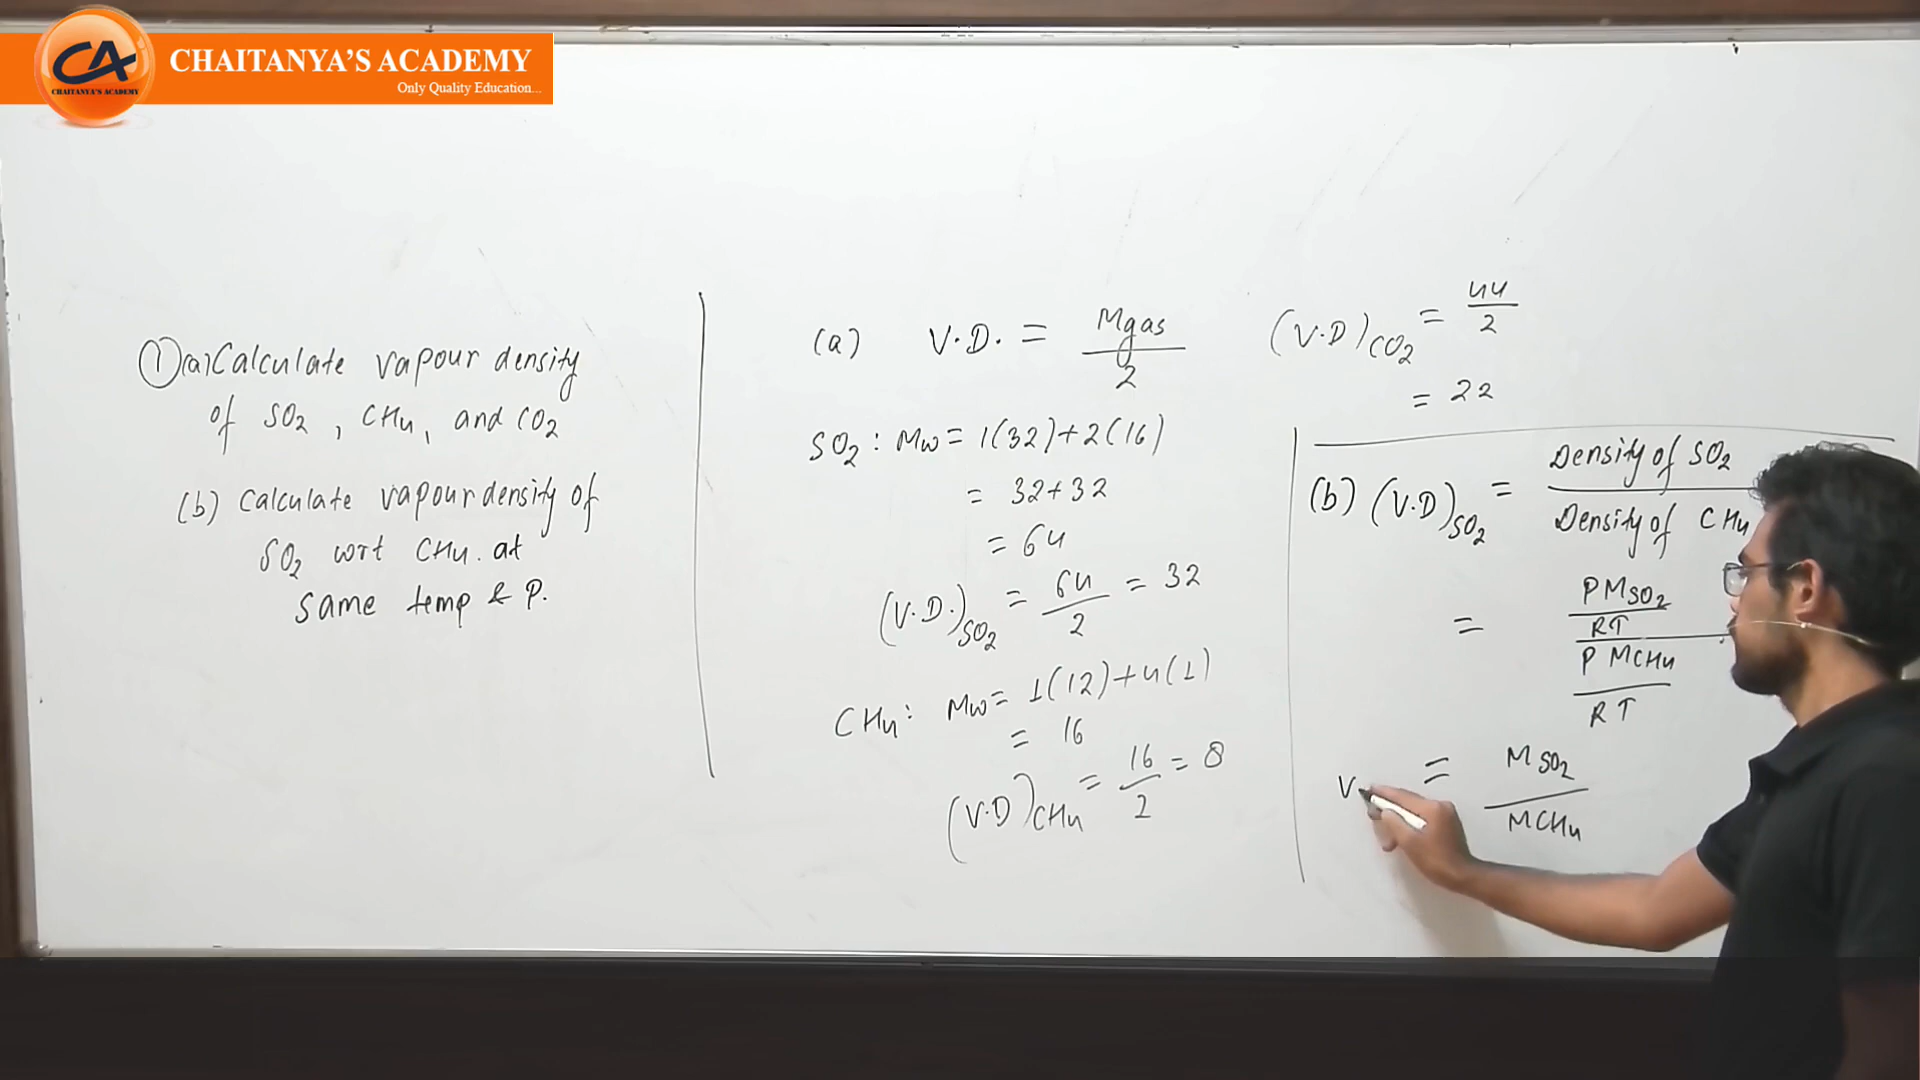 CA
CHAITANYA'S ACADEMY
CHAITANYA'S ACADEMY
Only Quality Education...
① (a) Calculate vapour density
of SO2, CH4, and CO2
(b) Calculate vapour density of
SO2 wrt CH4. at
same temp & P.
(a) V.D. = Mgas / 2
SO2 : Mw = 1(32)+2(16)
= 32+32
= 64
(V.D.)SO2 = 64/2 = 32
CH4: Mw = 1(12)+4(1)
= 16
(V.D)CH4 = 16/2 = 8
(V.D)CO2 = 44/2
= 22
(b) (V.D)SO2 = Density of SO2 / Density of CH4
= PMSO2 / RT / PMCH4 / RT
V. = MSO2 / MCH4